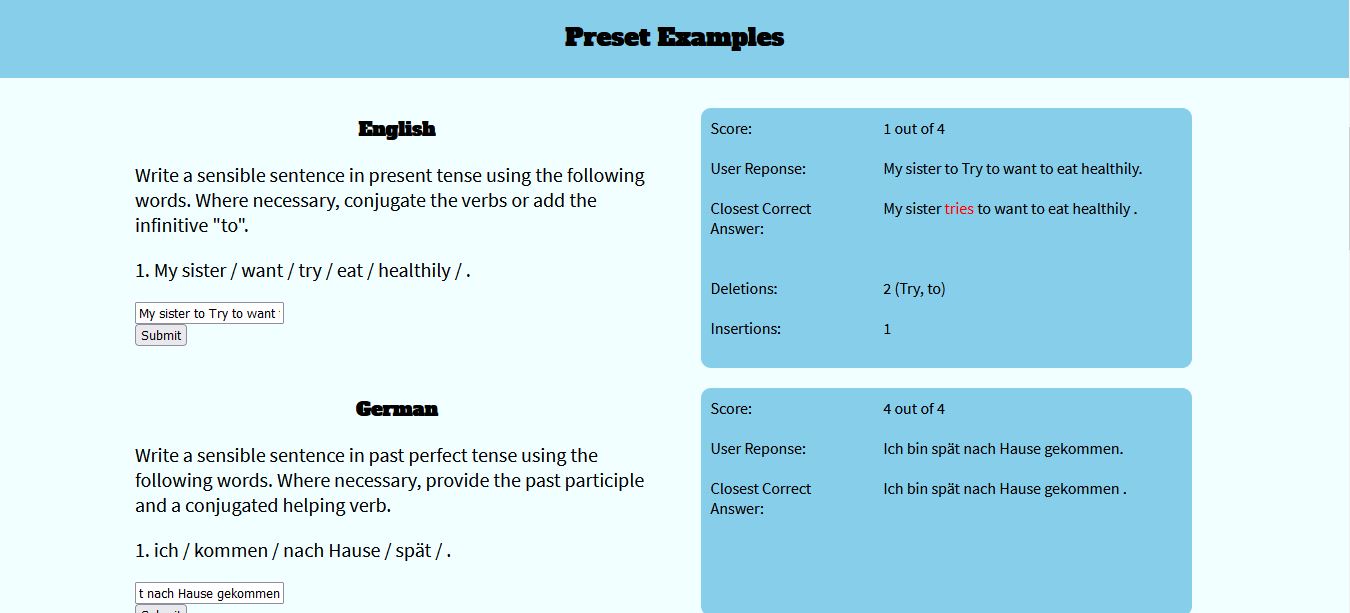 Preset Examples
English
Write a sensible sentence in present tense using the following
words. Where necessary, conjugate the verbs or add the
infinitive "to".
1. My sister / want / try / eat / healthily / .
My sister to Try to want
Submit
Score: 1 out of 4
User Reponse: My sister to Try to want to eat healthily.
Closest Correct My sister tries to want to eat healthily .
Answer:
Deletions: 2 (Try, to)
Insertions: 1
German
Write a sensible sentence in past perfect tense using the
following words. Where necessary, provide the past participle
and a conjugated helping verb.
1. ich / kommen / nach Hause / spät / .
t nach Hause gekommen
Submit
Score: 4 out of 4
User Reponse: Ich bin spät nach Hause gekommen.
Closest Correct Ich bin spät nach Hause gekommen .
Answer: